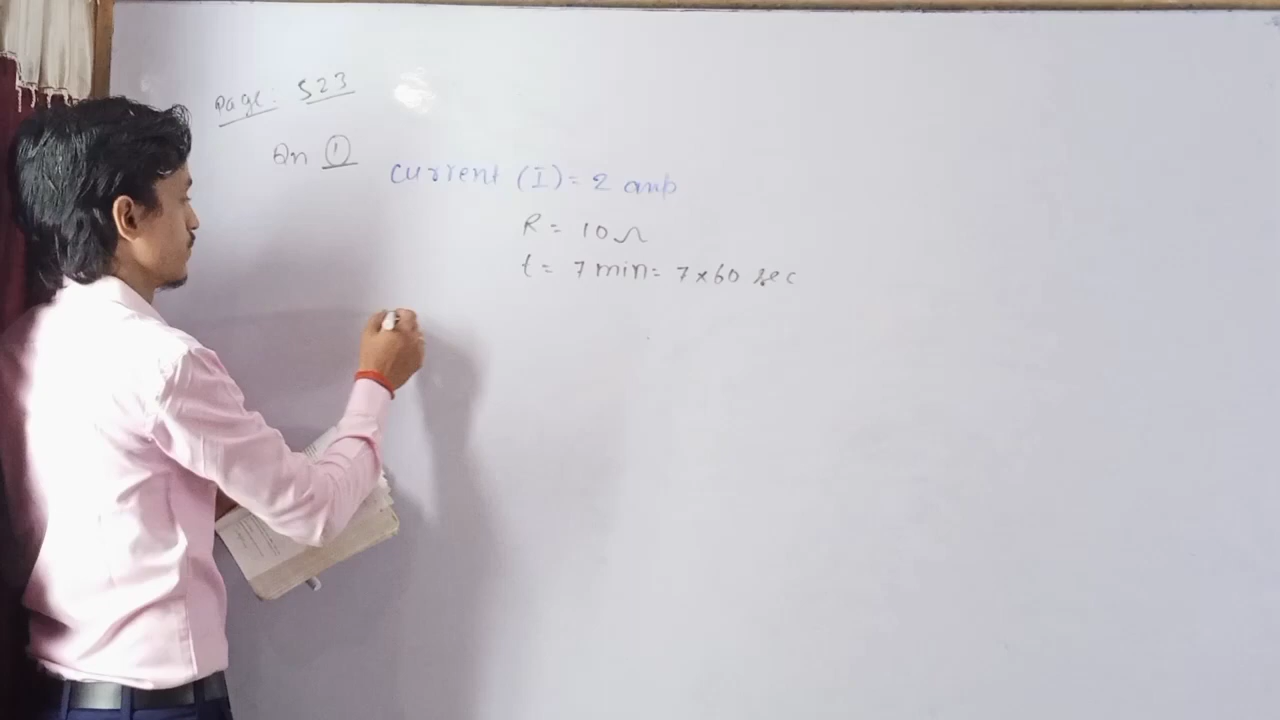 Page: 523
Qn ①
Current (I) = 2 amp
R = 10 Ω
t = 7 min = 7 × 60 sec